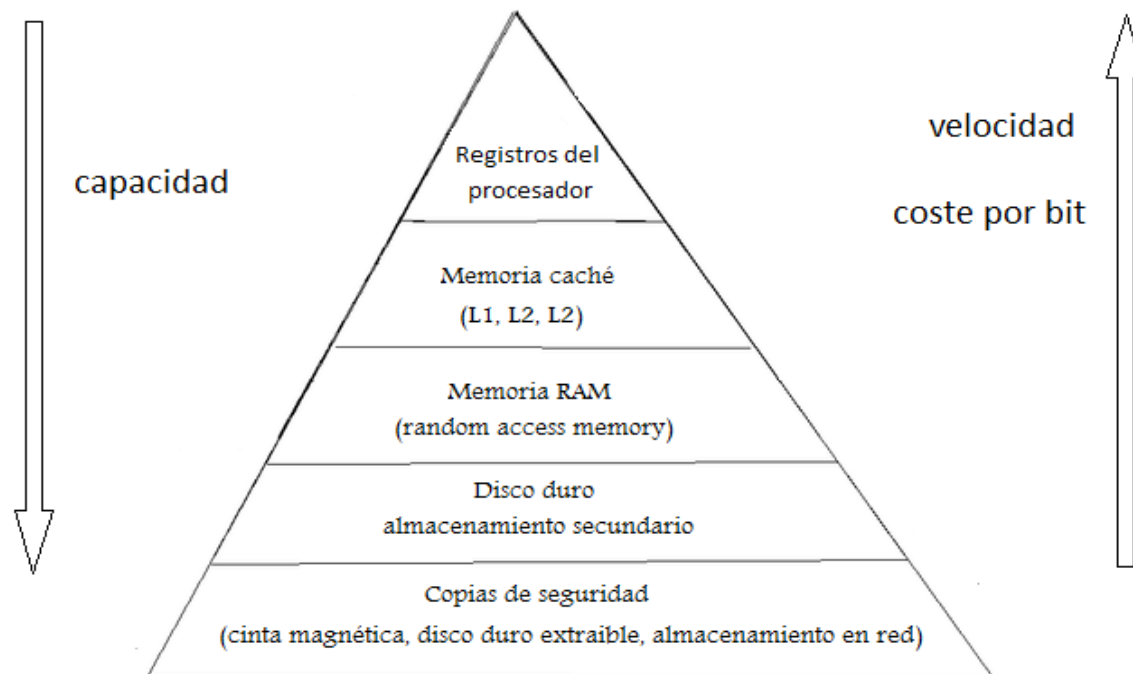 capacidad
velocidad
coste por bit
Registros del
procesador
Memoria caché
(L1, L2, L2)
Memoria RAM
(random access memory)
Disco duro
almacenamiento secundario
Copias de seguridad
(cinta magnética, disco duro extraible, almacenamiento en red)